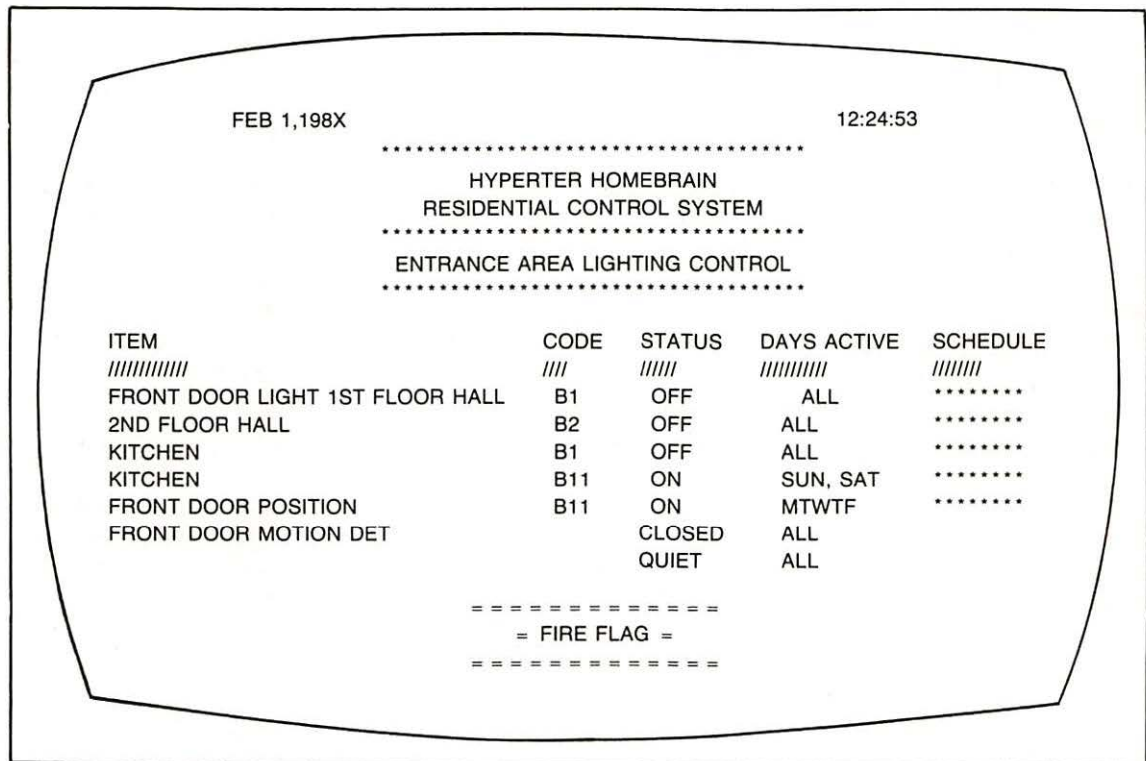 FEB 1,198X 12:24:53
* * * * * * * * * * * * * * * * * * * * * * * * * * * * * * * * * * * * *
HYPERTER HOMEBRAIN
RESIDENTIAL CONTROL SYSTEM
* * * * * * * * * * * * * * * * * * * * * * * * * * * * * * * * * * * * *
ENTRANCE AREA LIGHTING CONTROL
* * * * * * * * * * * * * * * * * * * * * * * * * * * * * * * * * * * * *
ITEM CODE STATUS DAYS ACTIVE SCHEDULE
//////////// //// ////// /////////// ////////
FRONT DOOR LIGHT 1ST FLOOR HALL B1 OFF ALL * * * * * * * *
2ND FLOOR HALL B2 OFF ALL * * * * * * * *
KITCHEN B1 OFF ALL * * * * * * * *
KITCHEN B11 ON SUN, SAT * * * * * * * *
FRONT DOOR POSITION B11 ON MTWTF * * * * * * * *
FRONT DOOR MOTION DET CLOSED ALL
QUIET ALL
= = = = = = = = = = = = =
= FIRE FLAG =
= = = = = = = = = = = = =